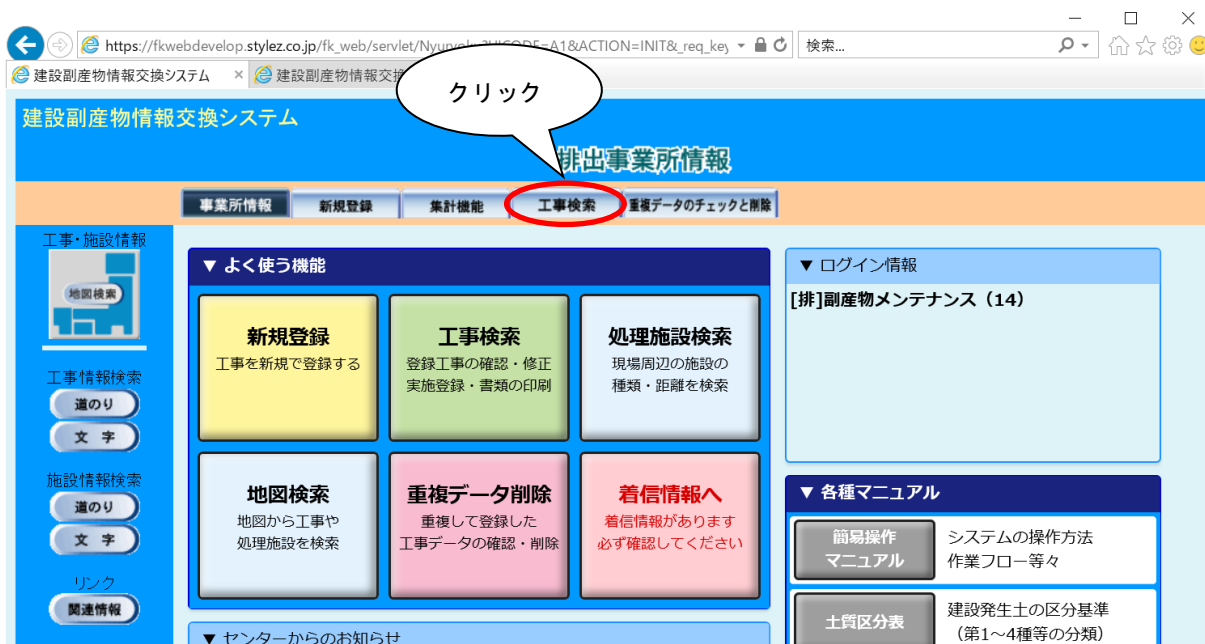 https://fkwebdevelop.stylez.co.jp/fk_web/servlet/
&ACTION=INIT&_req_key
検索...
建設副産物情報交換システム
建設副産物情報交
クリック
建設副産物情報交換システム
排出事業所情報
事業所情報
新規登録
集計機能
工事検索
重複データのチェックと削除
工事・施設情報
地図検索
工事情報検索
道のり
文 字
施設情報検索
道のり
文 字
リンク
関連情報
▼ よく使う機能
新規登録
工事を新規で登録する
工事検索
登録工事の確認・修正
実施登録・書類の印刷
処理施設検索
現場周辺の施設の
種類・距離を検索
地図検索
地図から工事や
処理施設を検索
重複データ削除
重複して登録した
工事データの確認・削除
着信情報へ
着信情報があります
必ず確認してください
▼ センターからのお知らせ
▼ ログイン情報
[排]副産物メンテナンス（14）
▼ 各種マニュアル
簡易操作
マニュアル
システムの操作方法
作業フロー等々
土質区分表
建設発生土の区分基準
（第1～4種等の分類）